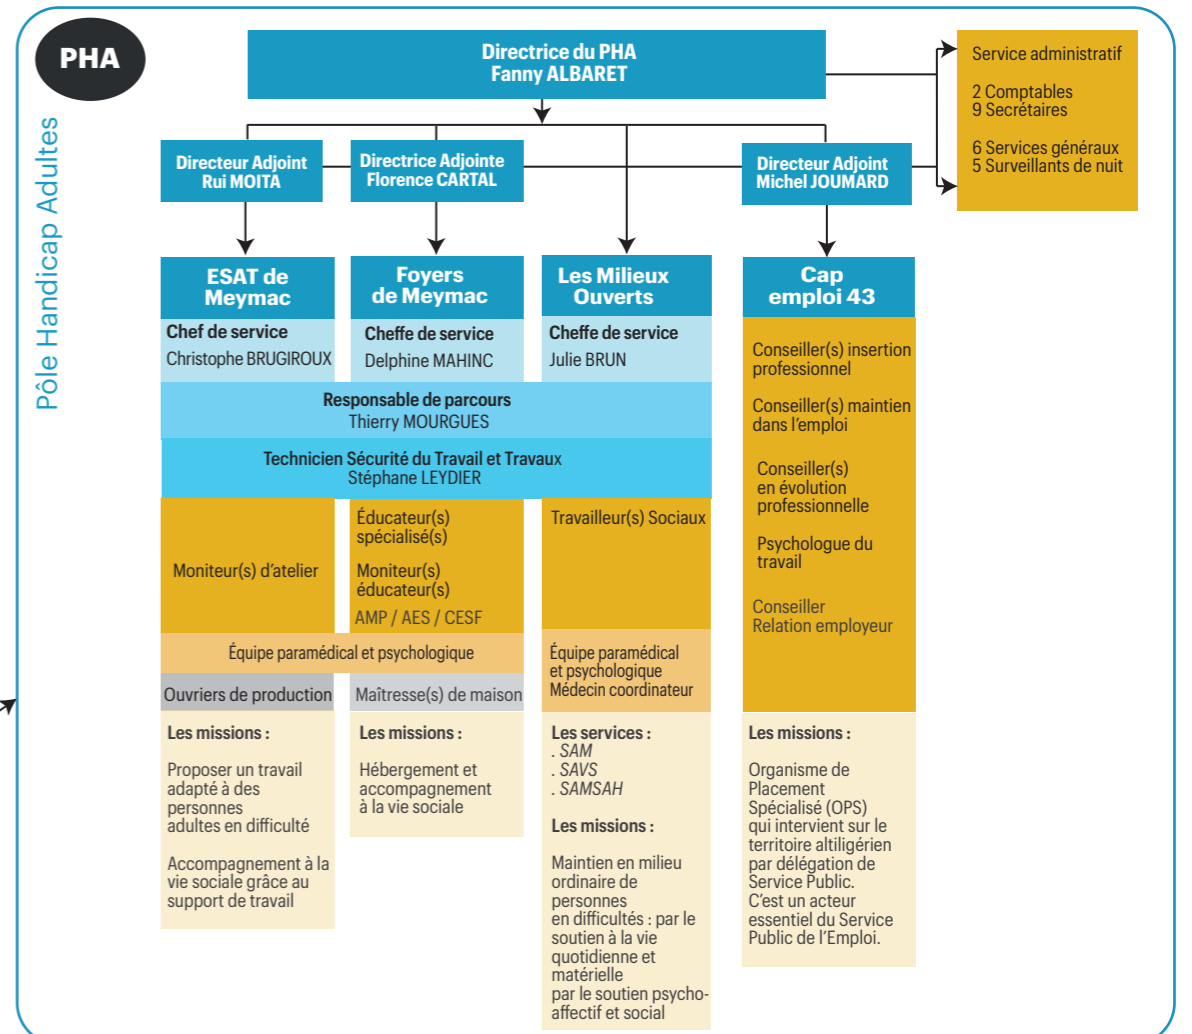 PHA
Pôle Handicap Adultes
Directrice du PHA
Fanny ALBARET
Service administratif
2 Comptables
9 Secrétaires
6 Services généraux
5 Surveillants de nuit
Directeur Adjoint
Rui MOITA
Directrice Adjointe
Florence CARTAL
Directeur Adjoint
Michel JOUMARD
ESAT de
Meymac
Chef de service
Christophe BRUGIROUX
Foyers
de Meymac
Cheffe de service
Delphine MAHINC
Les Milieux
Ouverts
Cheffe de service
Julie BRUN
Cap
emploi 43
Conseiller(s) insertion
professionnel
Conseiller(s) maintien
dans l'emploi
Conseiller(s)
en évolution
professionnelle
Psychologue du
travail
Conseiller
Relation employeur
Responsable de parcours
Thierry MOURGUES
Technicien Sécurité du Travail et Travaux
Stéphane LEYDIER
Moniteur(s) d'atelier
Éducateur(s)
spécialisé(s)
Moniteur(s)
éducateur(s)
AMP / AES / CESF
Travailleur(s) Sociaux
Équipe paramédical et psychologique
Équipe paramédical
et psychologique
Médecin coordinateur
Ouvriers de production
Maîtresse(s) de maison
Les missions :
Proposer un travail
adapté à des
personnes
adultes en difficulté
Accompagnement à la
vie sociale grâce au
support de travail
Les missions :
Hébergement et
accompagnement
à la vie sociale
Les services :
. SAM
. SAVS
. SAMSAH
Les missions :
Maintien en milieu
ordinaire de
personnes
en difficultés : par le
soutien à la vie
quotidienne et
matérielle
par le soutien psycho-
affectif et social
Les missions :
Organisme de
Placement
Spécialisé (OPS)
qui intervient sur le
territoire altiligérien
par délégation de
Service Public.
C'est un acteur
essentiel du Service
Public de l'Emploi.